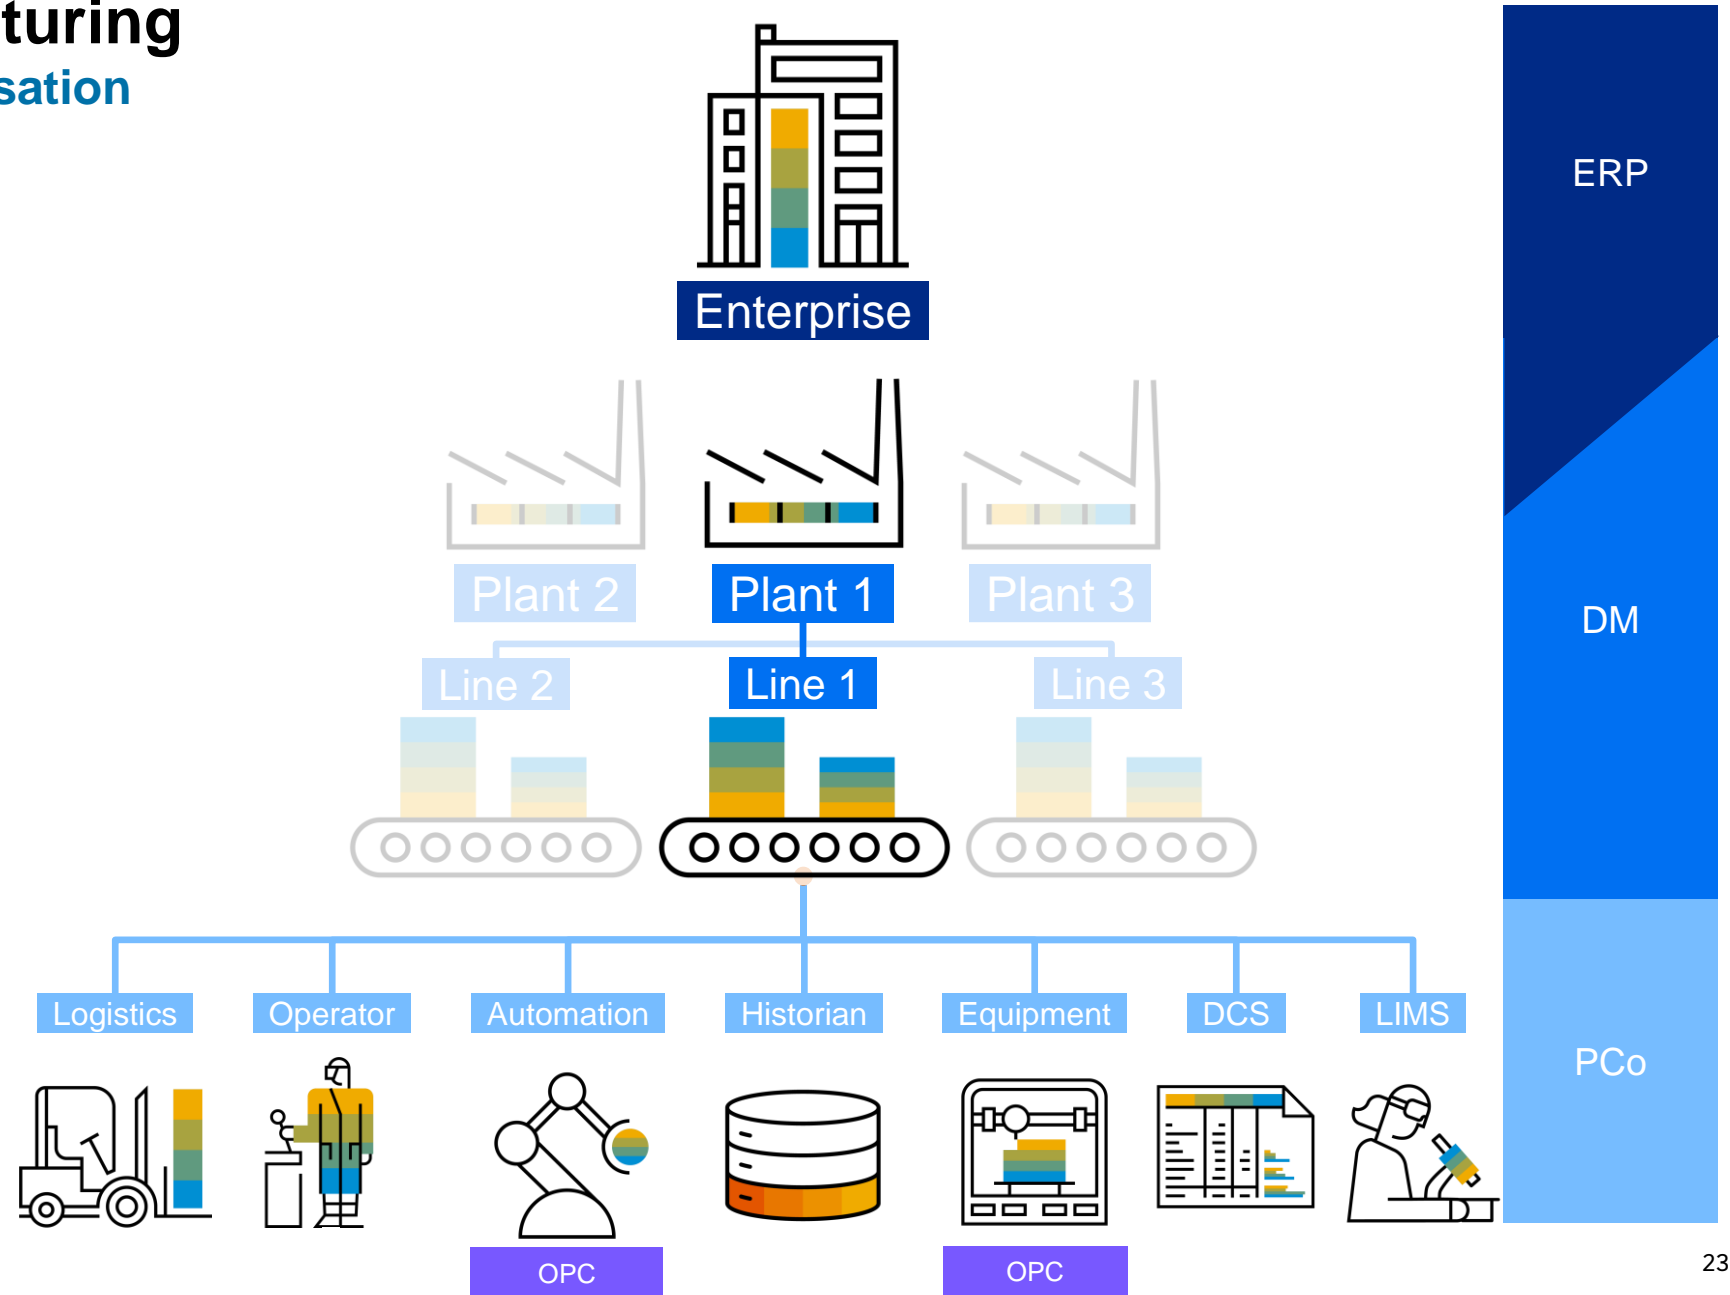 turing
sation
ERP
Enterprise
Plant 2
Plant 1
Plant 3
DM
Line 2
Line 1
Line 3
Logistics
Operator
Automation
Historian
Equipment
DCS
LIMS
PCo
OPC
OPC
23